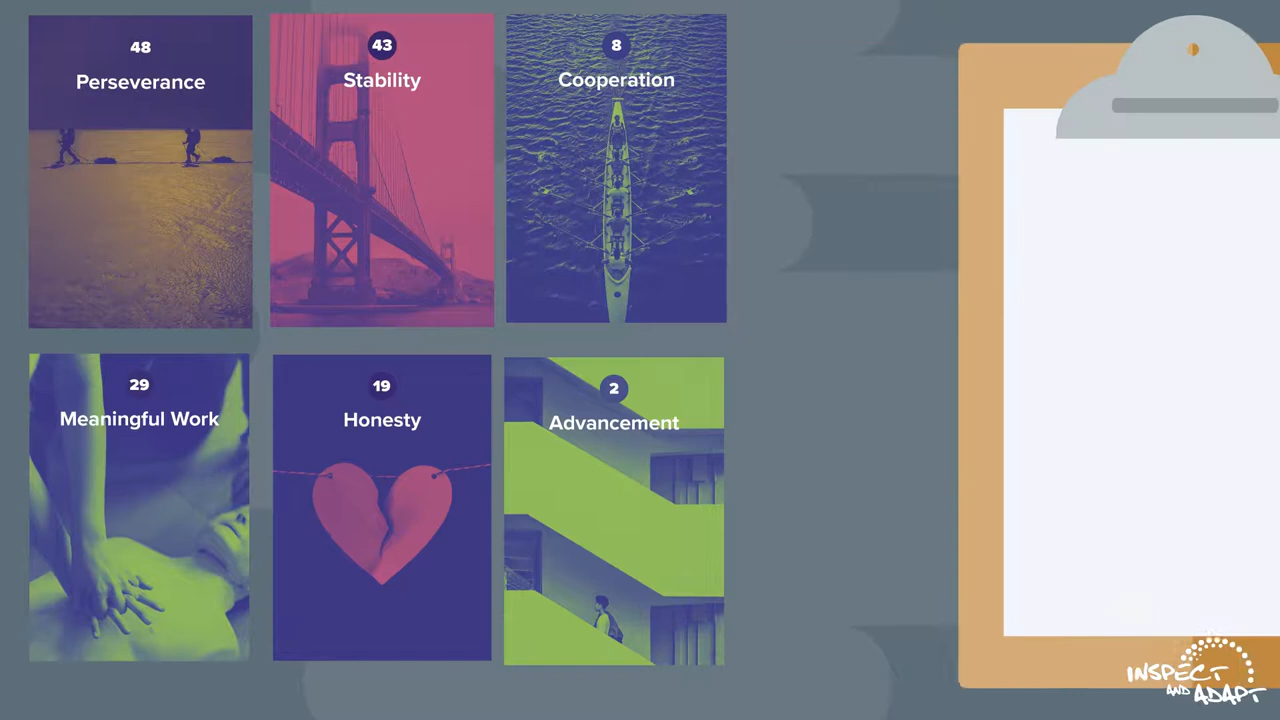 48
Perseverance
43
Stability
8
Cooperation
29
Meaningful Work
19
Honesty
2
Advancement
INSPECT
AND ADAPT